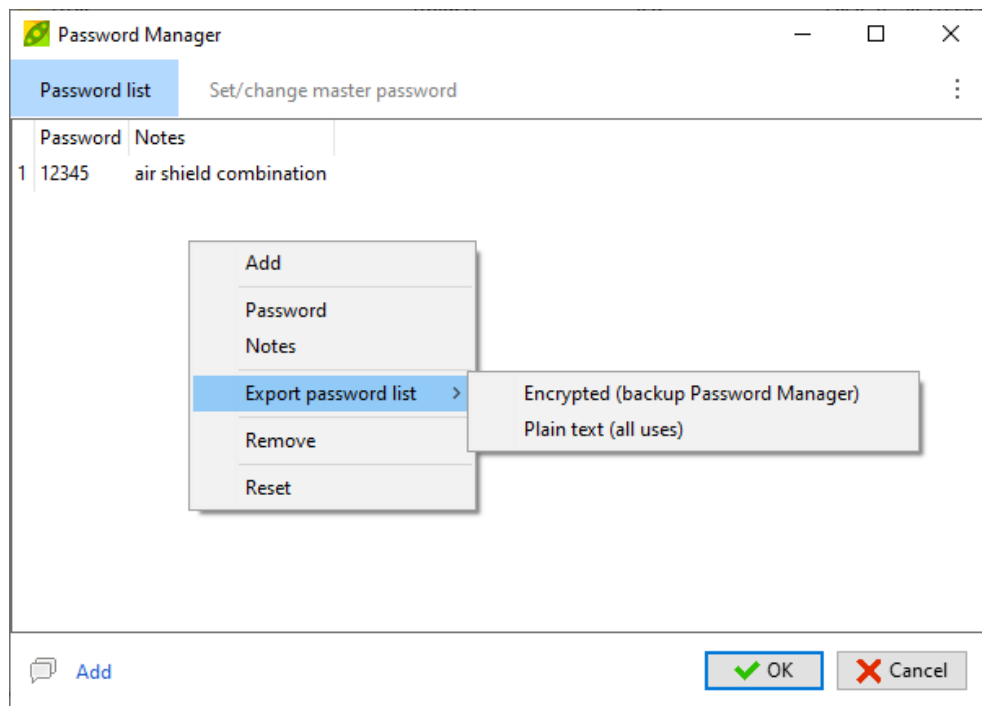 Password Manager
Password list Set/change master password
Password Notes
1 12345 air shield combination
Add
Password
Notes
Export password list
Encrypted (backup Password Manager)
Plain text (all uses)
Remove
Reset
Add OK Cancel